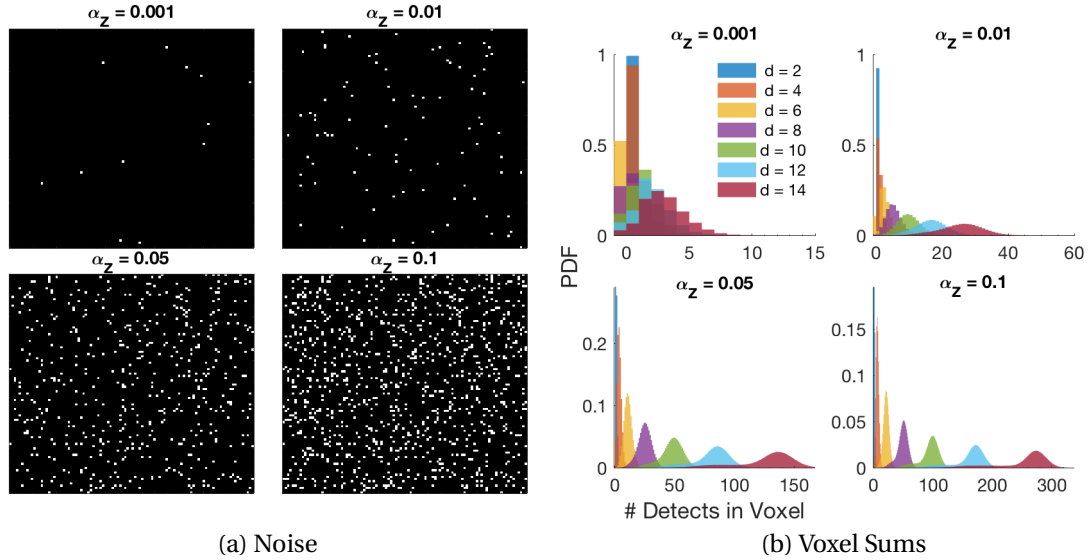 α_Z = 0.001
α_Z = 0.01
α_Z = 0.05
α_Z = 0.1
(a) Noise
α_Z = 0.001
1
0.5
0
0
5
10
15
d = 2
d = 4
d = 6
d = 8
d = 10
d = 12
d = 14
α_Z = 0.01
1
0.5
0
0
20
40
60
PDF
α_Z = 0.05
0.2
0.1
0
0
50
100
150
# Detects in Voxel
α_Z = 0.1
0.15
0.1
0.05
0
0
100
200
300
(b) Voxel Sums